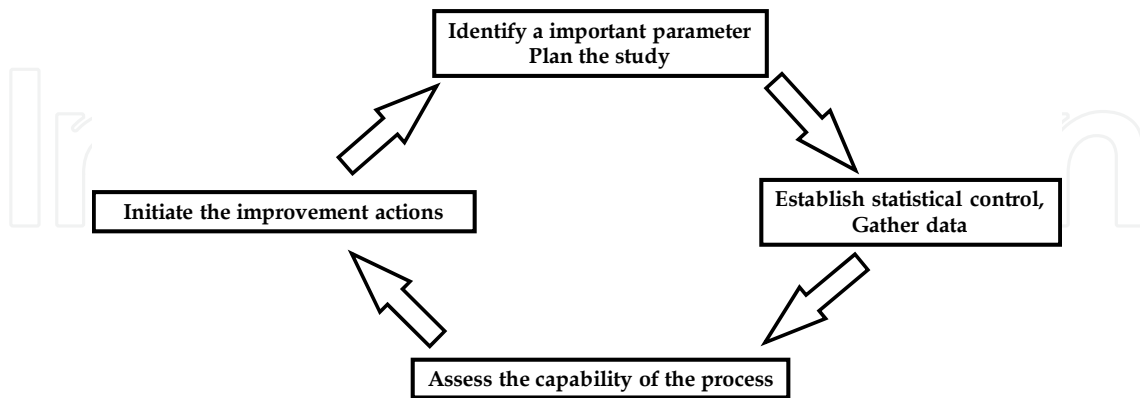 Identify a important parameter
Plan the study
Establish statistical control,
Gather data
Assess the capability of the process
Initiate the improvement actions